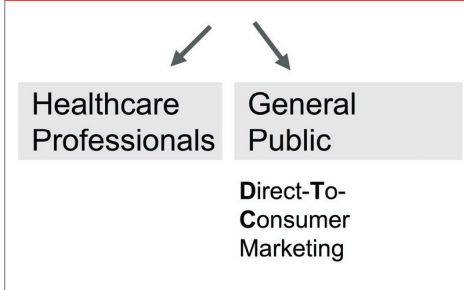 Healthcare
Professionals
General
Public
Direct-To-
Consumer
Marketing